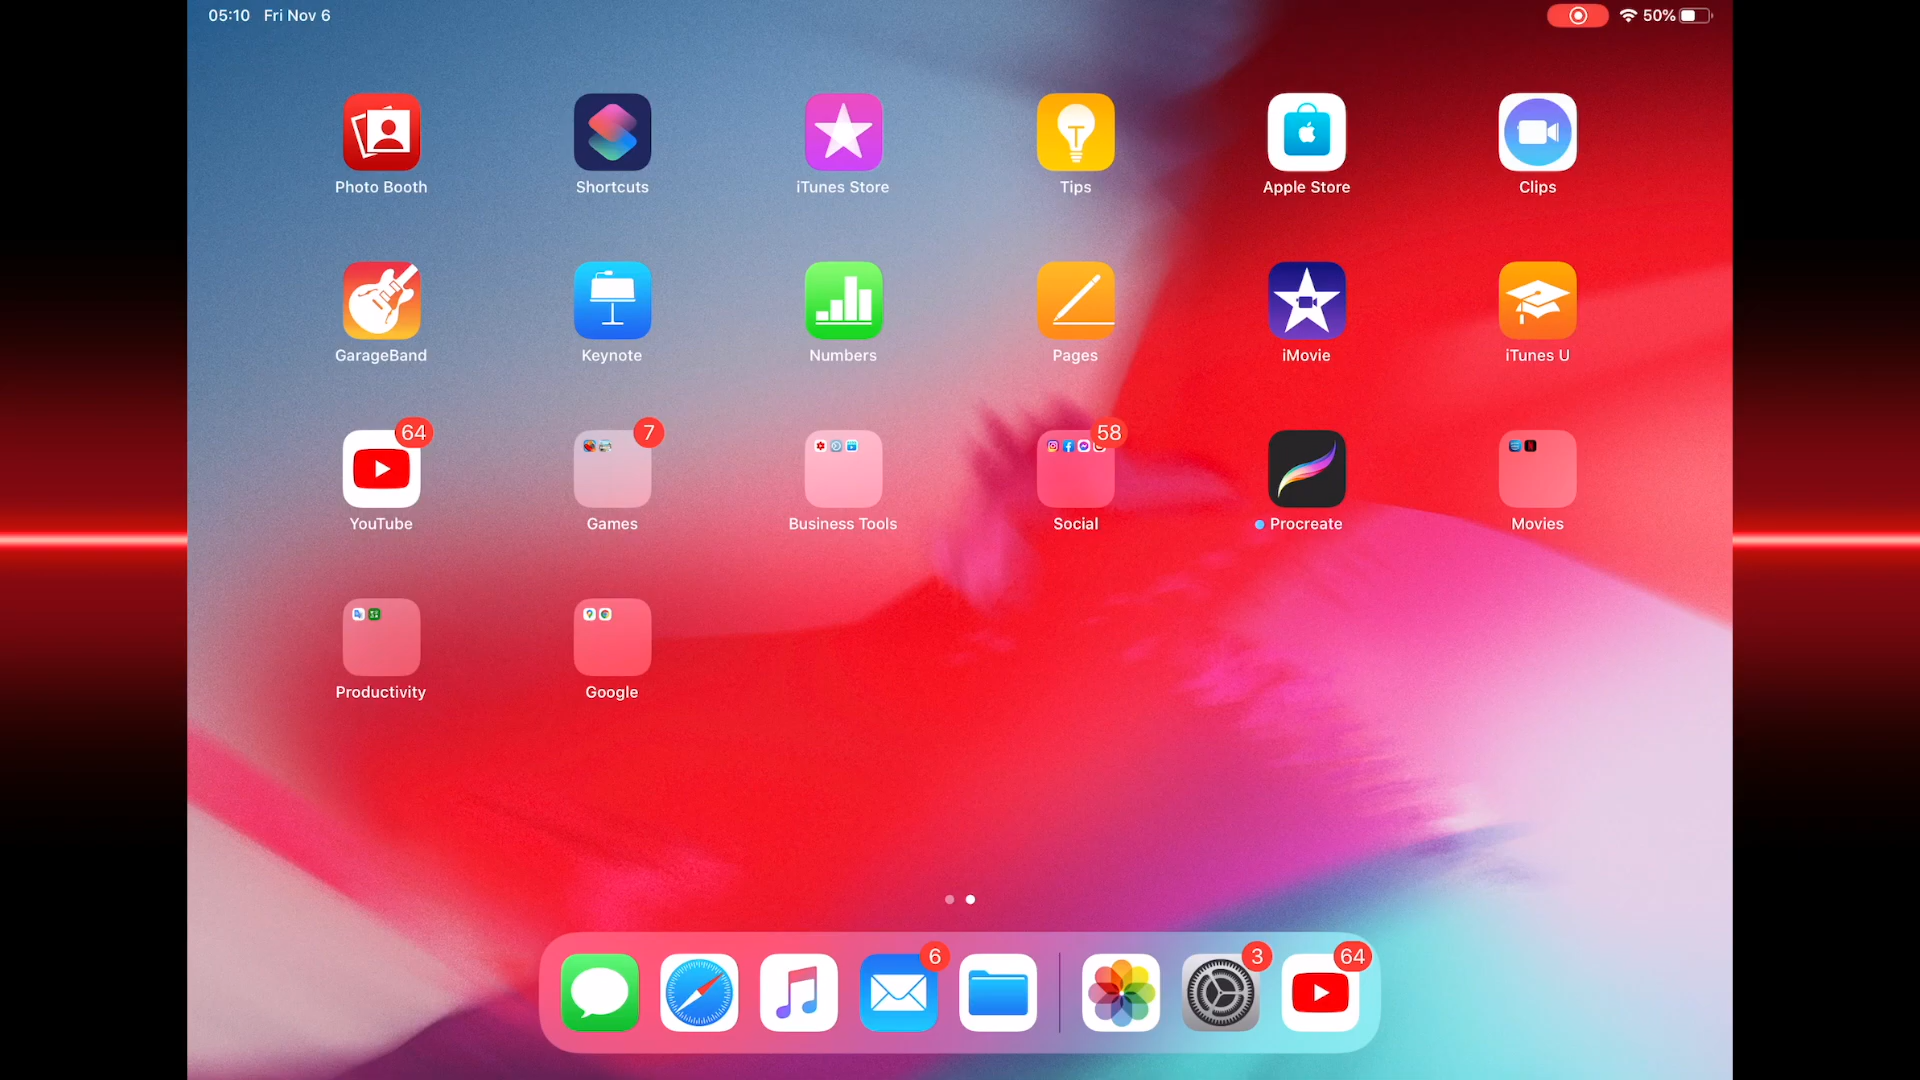 05:10 Fri Nov 6
50%
Photo Booth
Shortcuts
iTunes Store
Tips
Apple Store
Clips
GarageBand
Keynote
Numbers
Pages
iMovie
iTunes U
64
7
58
YouTube
Games
Business Tools
Social
Procreate
Movies
Productivity
Google
6
3
64